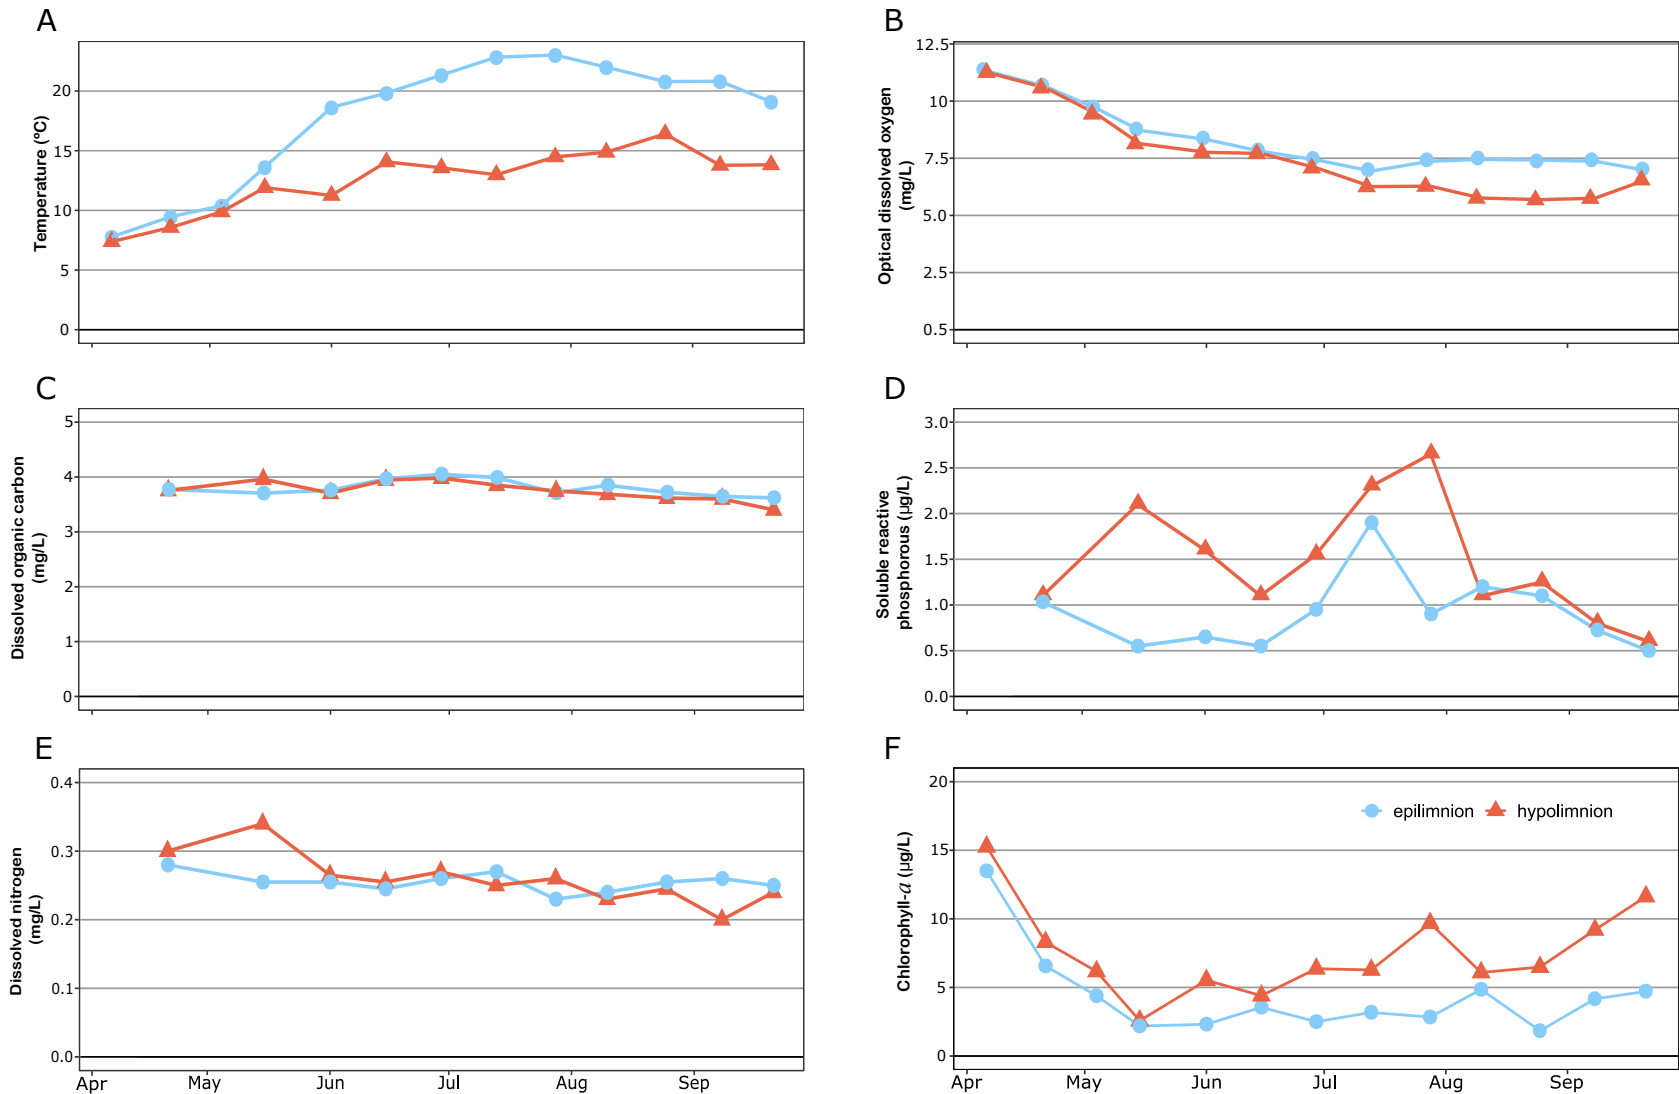 A
Temperature (ºC)
20
15
10
5
0
B
Optical dissolved oxygen
(mg/L)
12.5
10
7.5
5.0
2.5
0.5
C
Dissolved organic carbon
(mg/L)
5
4
3
2
1
0
D
Soluble reactive
phosphorous (µg/L)
3.0
2.5
2.0
1.5
1.0
0.5
0.0
E
Dissolved nitrogen
(mg/L)
0.4
0.3
0.2
0.1
0.0
Apr May Jun Jul Aug Sep
F
Chlorophyll-a (µg/L)
20
15
10
5
0
epilimnion hypolimnion
Apr May Jun Jul Aug Sep